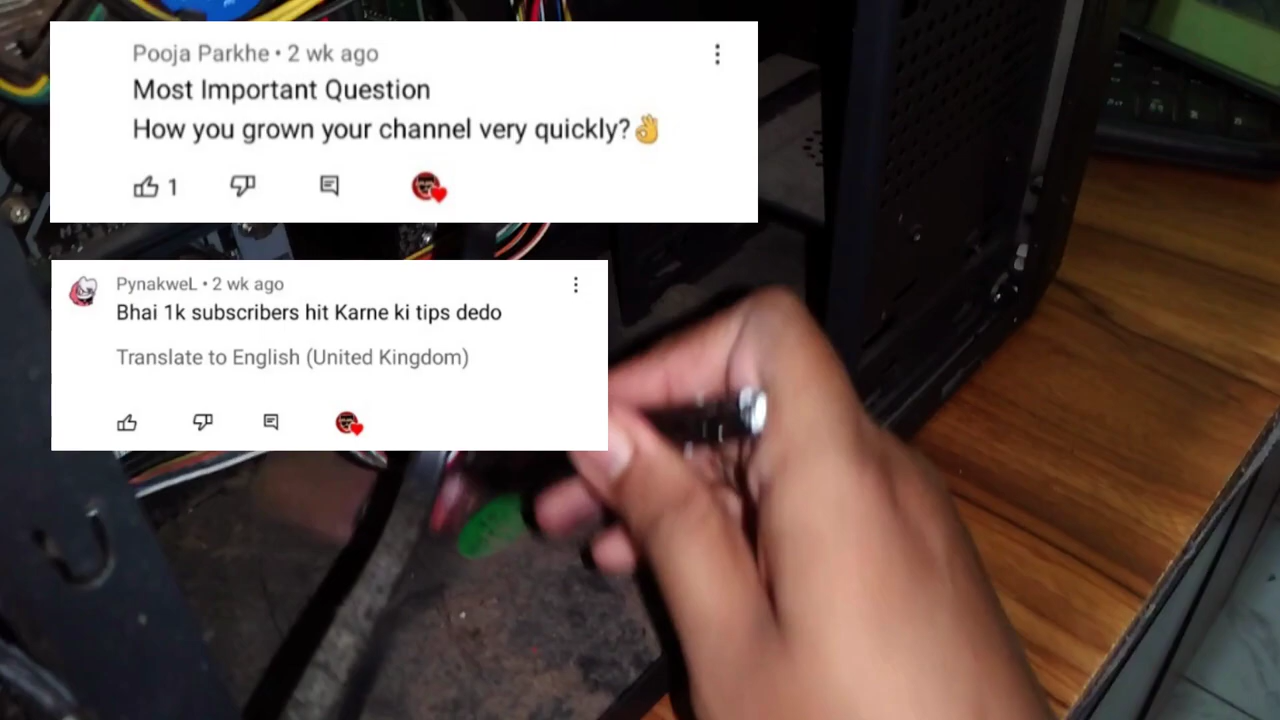 Pooja Parkhe • 2 wk ago
Most Important Question
How you grown your channel very quickly?👌
1
PynakweL • 2 wk ago
Bhai 1k subscribers hit Karne ki tips dedo
Translate to English (United Kingdom)